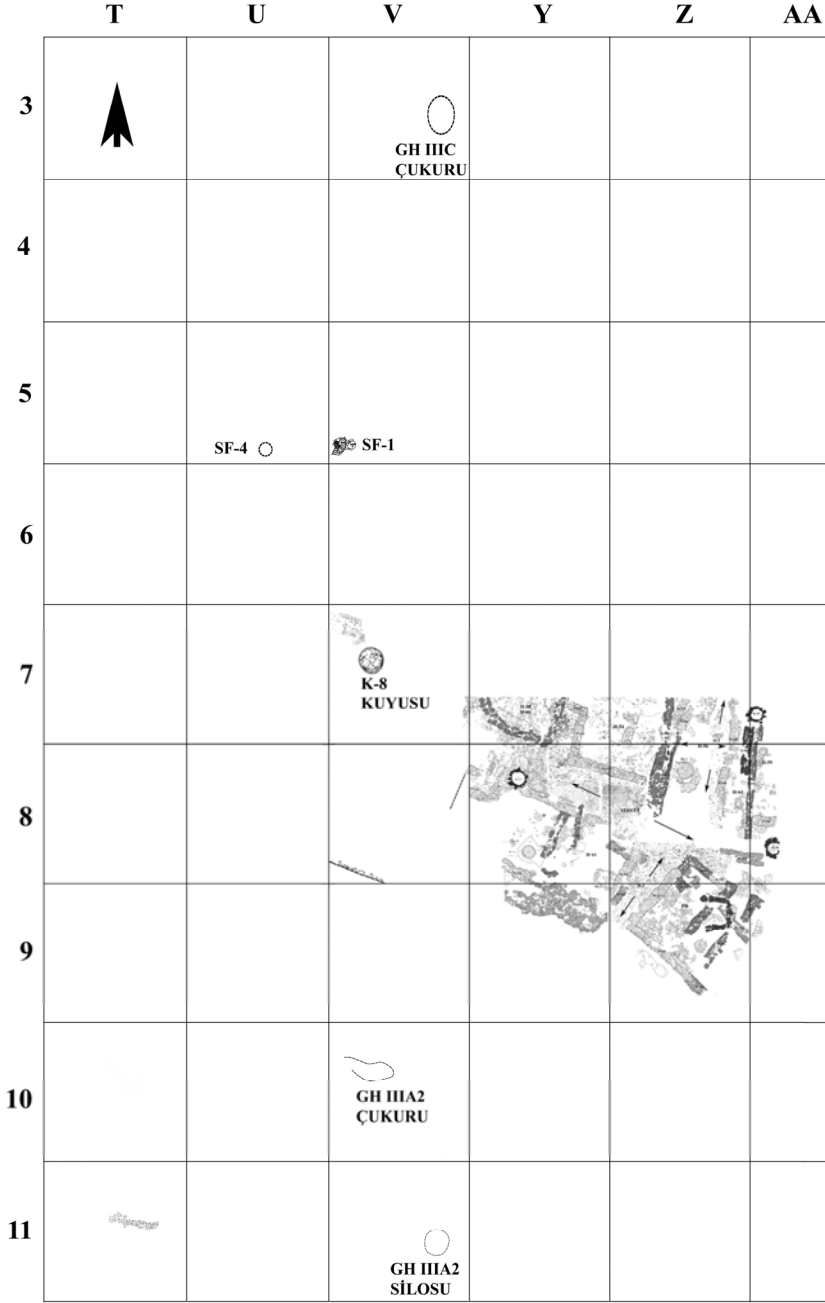 T U V Y Z AA
3
GH IIIC
ÇUKURU
4
5
SF-4 SF-1
6
7
K-8
KUYUSU
8
9
10
GH IIIA2
ÇUKURU
11
GH IIIA2
SİLOSU